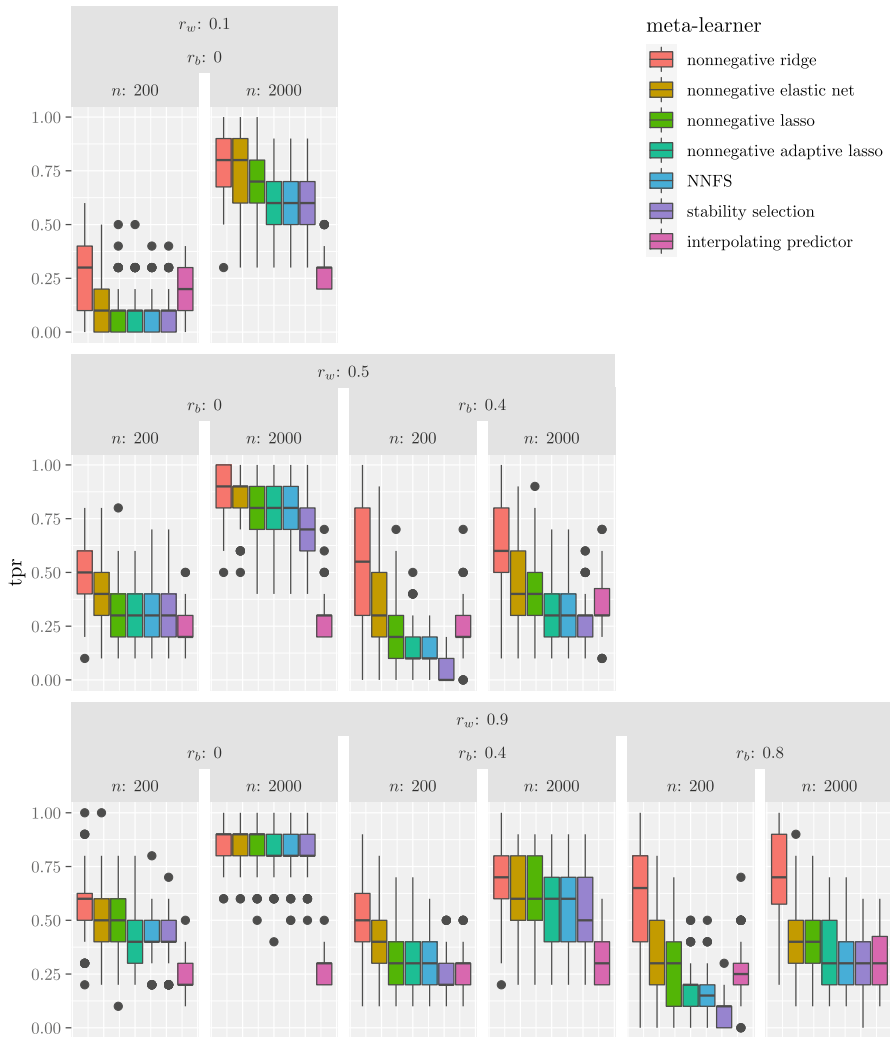 meta-learner
nonnegative ridge
nonnegative elastic net
nonnegative lasso
nonnegative adaptive lasso
NNFS
stability selection
interpolating predictor
r_w: 0.1
r_b: 0
n: 200 n: 2000
1.00
0.75
0.50
0.25
0.00
r_w: 0.5
r_b: 0 r_b: 0.4
n: 200 n: 2000 n: 200 n: 2000
1.00
0.75
0.50
0.25
0.00
tpr
r_w: 0.9
r_b: 0 r_b: 0.4 r_b: 0.8
n: 200 n: 2000 n: 200 n: 2000 n: 200 n: 2000
1.00
0.75
0.50
0.25
0.00